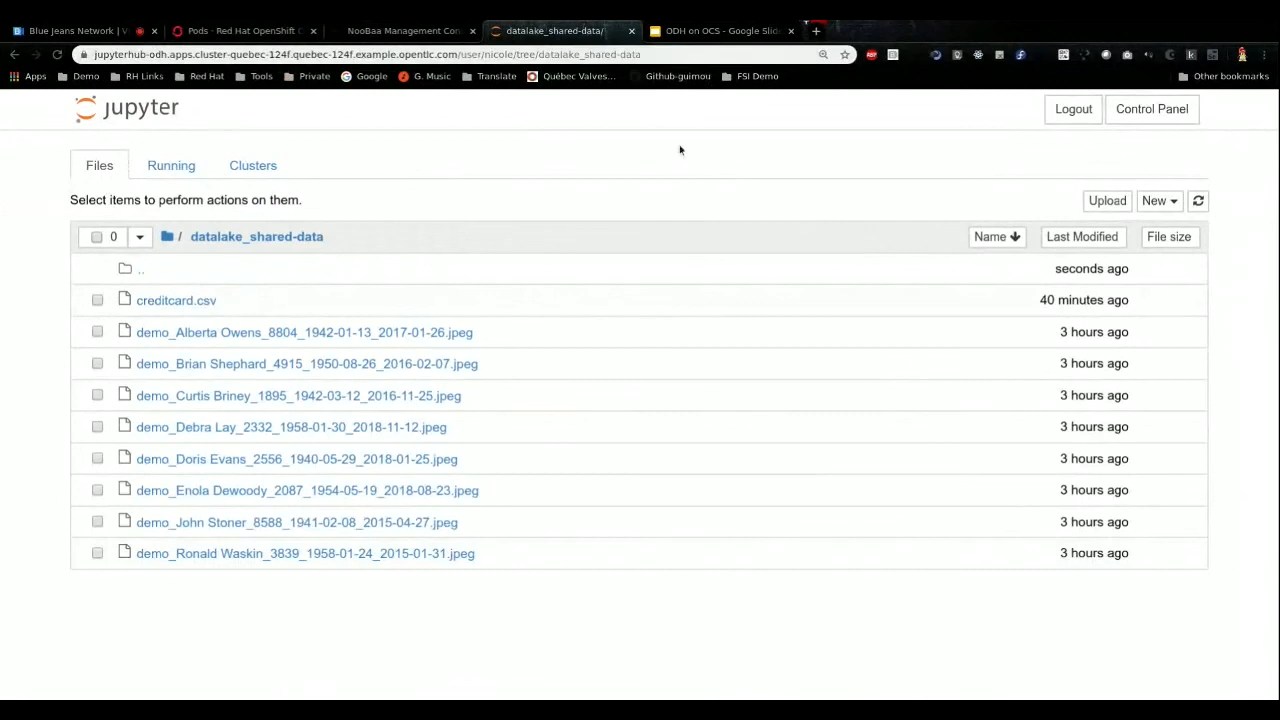 Blue Jeans Network | V
Pods · Red Hat OpenShift C
NooBaa Management Con
datalake_shared-data/
ODH on OCS - Google Slid
jupyterhub-odh.apps.cluster-quebec-124f.quebec-124f.example.opentlc.com/user/nicole/tree/datalake_shared-data
Apps Demo RH Links Red Hat Tools Private Google G. Music Translate Québec Valves... Github-guimou FSI Demo Other bookmarks
jupyter
Logout Control Panel
Files Running Clusters
Select items to perform actions on them.
Upload New
0 / datalake_shared-data Name Last Modified File size
.. seconds ago
creditcard.csv 40 minutes ago
demo_Alberta Owens_8804_1942-01-13_2017-01-26.jpeg 3 hours ago
demo_Brian Shephard_4915_1950-08-26_2016-02-07.jpeg 3 hours ago
demo_Curtis Briney_1895_1942-03-12_2016-11-25.jpeg 3 hours ago
demo_Debra Lay_2332_1958-01-30_2018-11-12.jpeg 3 hours ago
demo_Doris Evans_2556_1940-05-29_2018-01-25.jpeg 3 hours ago
demo_Enola Dewoody_2087_1954-05-19_2018-08-23.jpeg 3 hours ago
demo_John Stoner_8588_1941-02-08_2015-04-27.jpeg 3 hours ago
demo_Ronald Waskin_3839_1958-01-24_2015-01-31.jpeg 3 hours ago